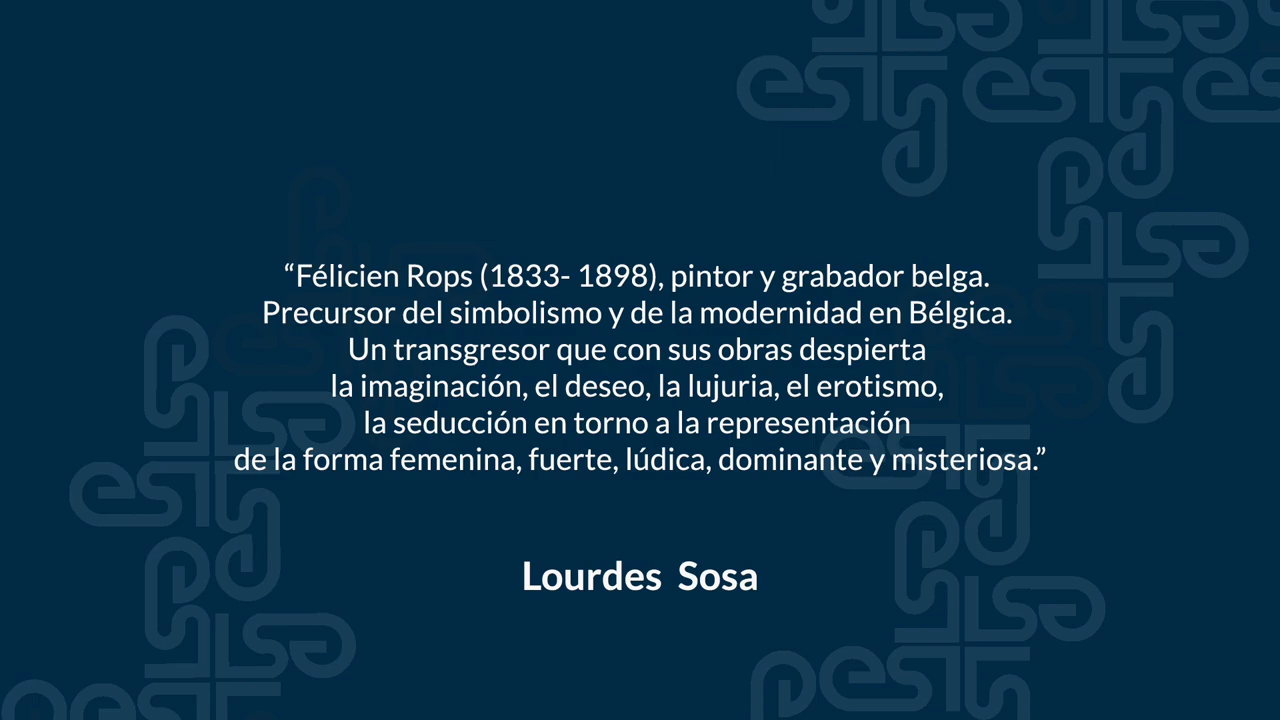 “Félicien Rops (1833- 1898), pintor y grabador belga.
Precursor del simbolismo y de la modernidad en Bélgica.
Un transgresor que con sus obras despierta
la imaginación, el deseo, la lujuria, el erotismo,
la seducción en torno a la representación
de la forma femenina, fuerte, lúdica, dominante y misteriosa.”
Lourdes Sosa